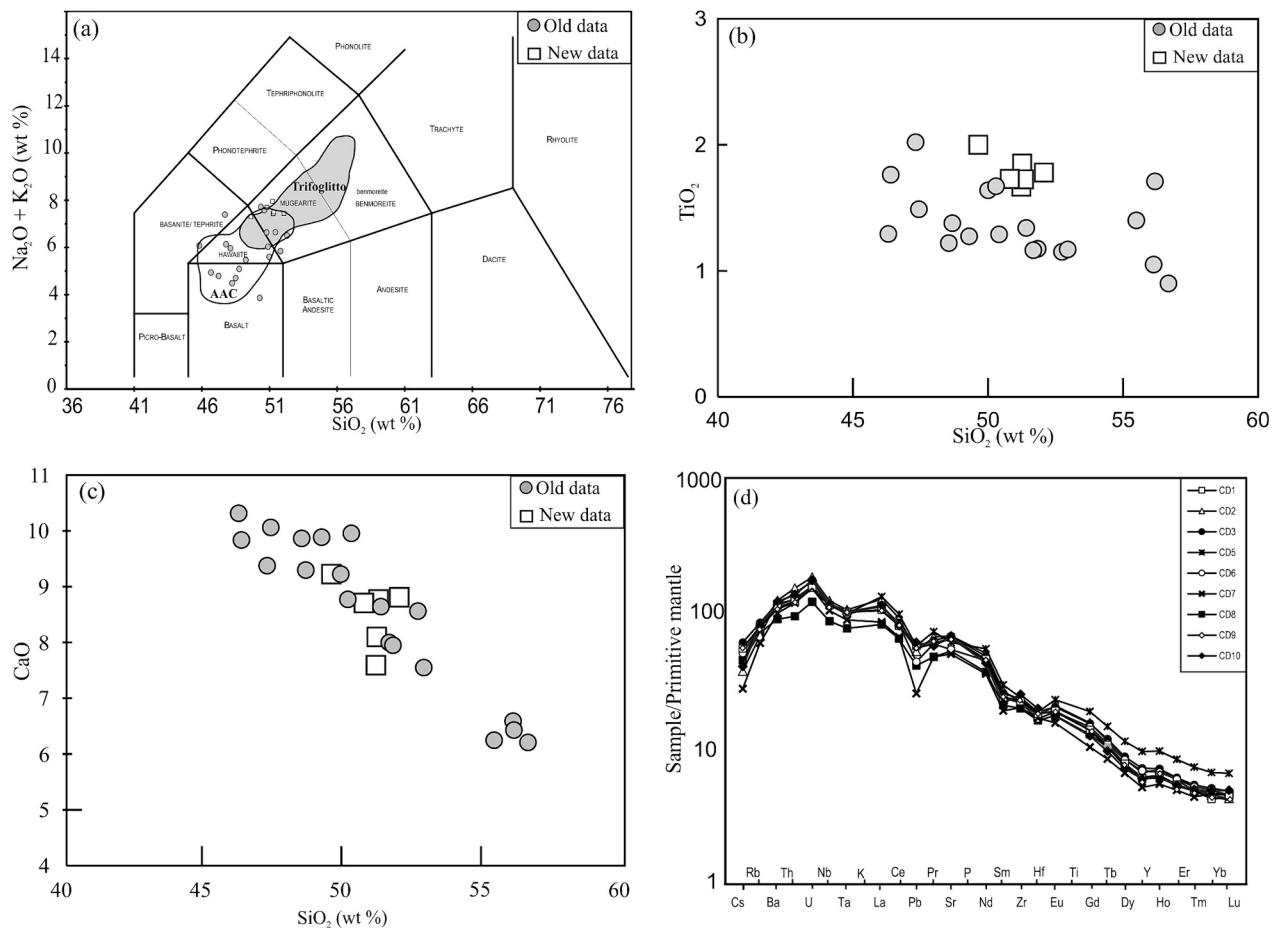 (a)
Old data
New data
Na₂O + K₂O (wt %)
14
12
10
8
6
4
2
0
PHONOLITE
TEPHRIPHONOLITE
TRACHYTE
RHYOLITE
PHONOTEPHRITE
Trifoglitto
MUGEARITE
benmoreite
BENMOREITE
BASANITE/ TEPHRITE
HAWAIITE
DACITE
AAC
BASALTIC
ANDESITE
ANDESITE
PICRO-BASALT
BASALT
36 41 46 51 56 61 66 71 76
SiO₂ (wt %)
(b)
Old data
New data
TiO₂
3
2
1
0
40 45 50 55 60
SiO₂ (wt %)
(c)
Old data
New data
CaO
11
10
9
8
7
6
5
4
40 45 50 55 60
SiO₂ (wt %)
(d)
CD1
CD2
CD3
CD5
CD6
CD7
CD8
CD9
CD10
Sample/Primitive mantle
1000
100
10
1
Rb Th Nb K Ce Pr P Sm Hf Ti Tb Y Er Yb
Cs Ba U Ta La Pb Sr Nd Zr Eu Gd Dy Ho Tm Lu